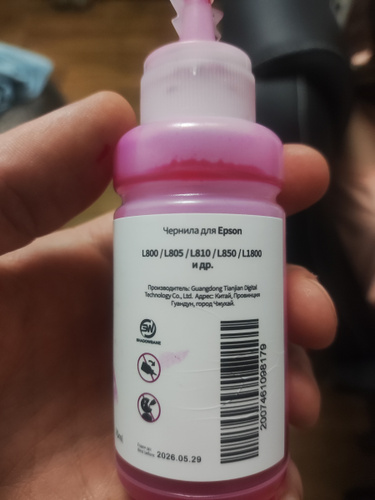 Чернила для Epson
L800 / L805 / L810 / L850 / L1800
и др.
Производитель: Guangdong Tianjian Digital
Technology Co., Ltd. Адрес: Китай, Провинция
Гуандун, город Чжухай.
2026.05.29
2007461098179